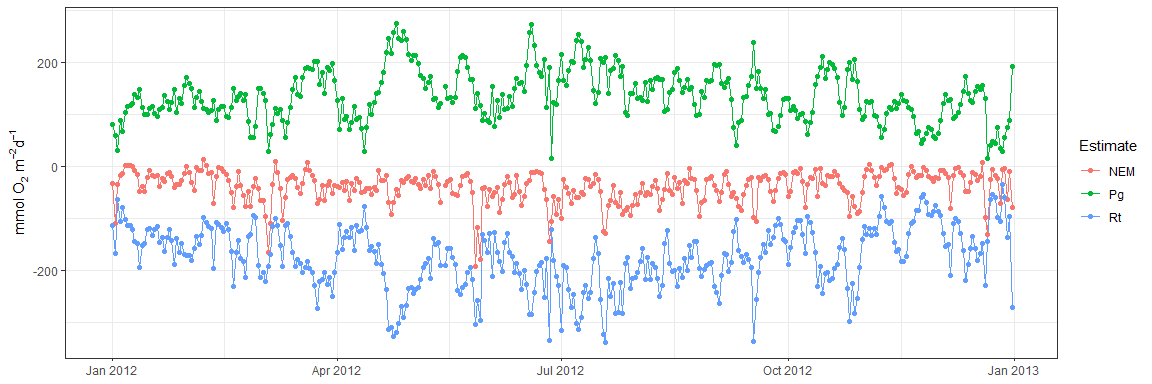 mmol O₂ m⁻²d⁻¹
200
0
-200
Jan 2012
Apr 2012
Jul 2012
Oct 2012
Jan 2013
Estimate
NEM
Pg
Rt